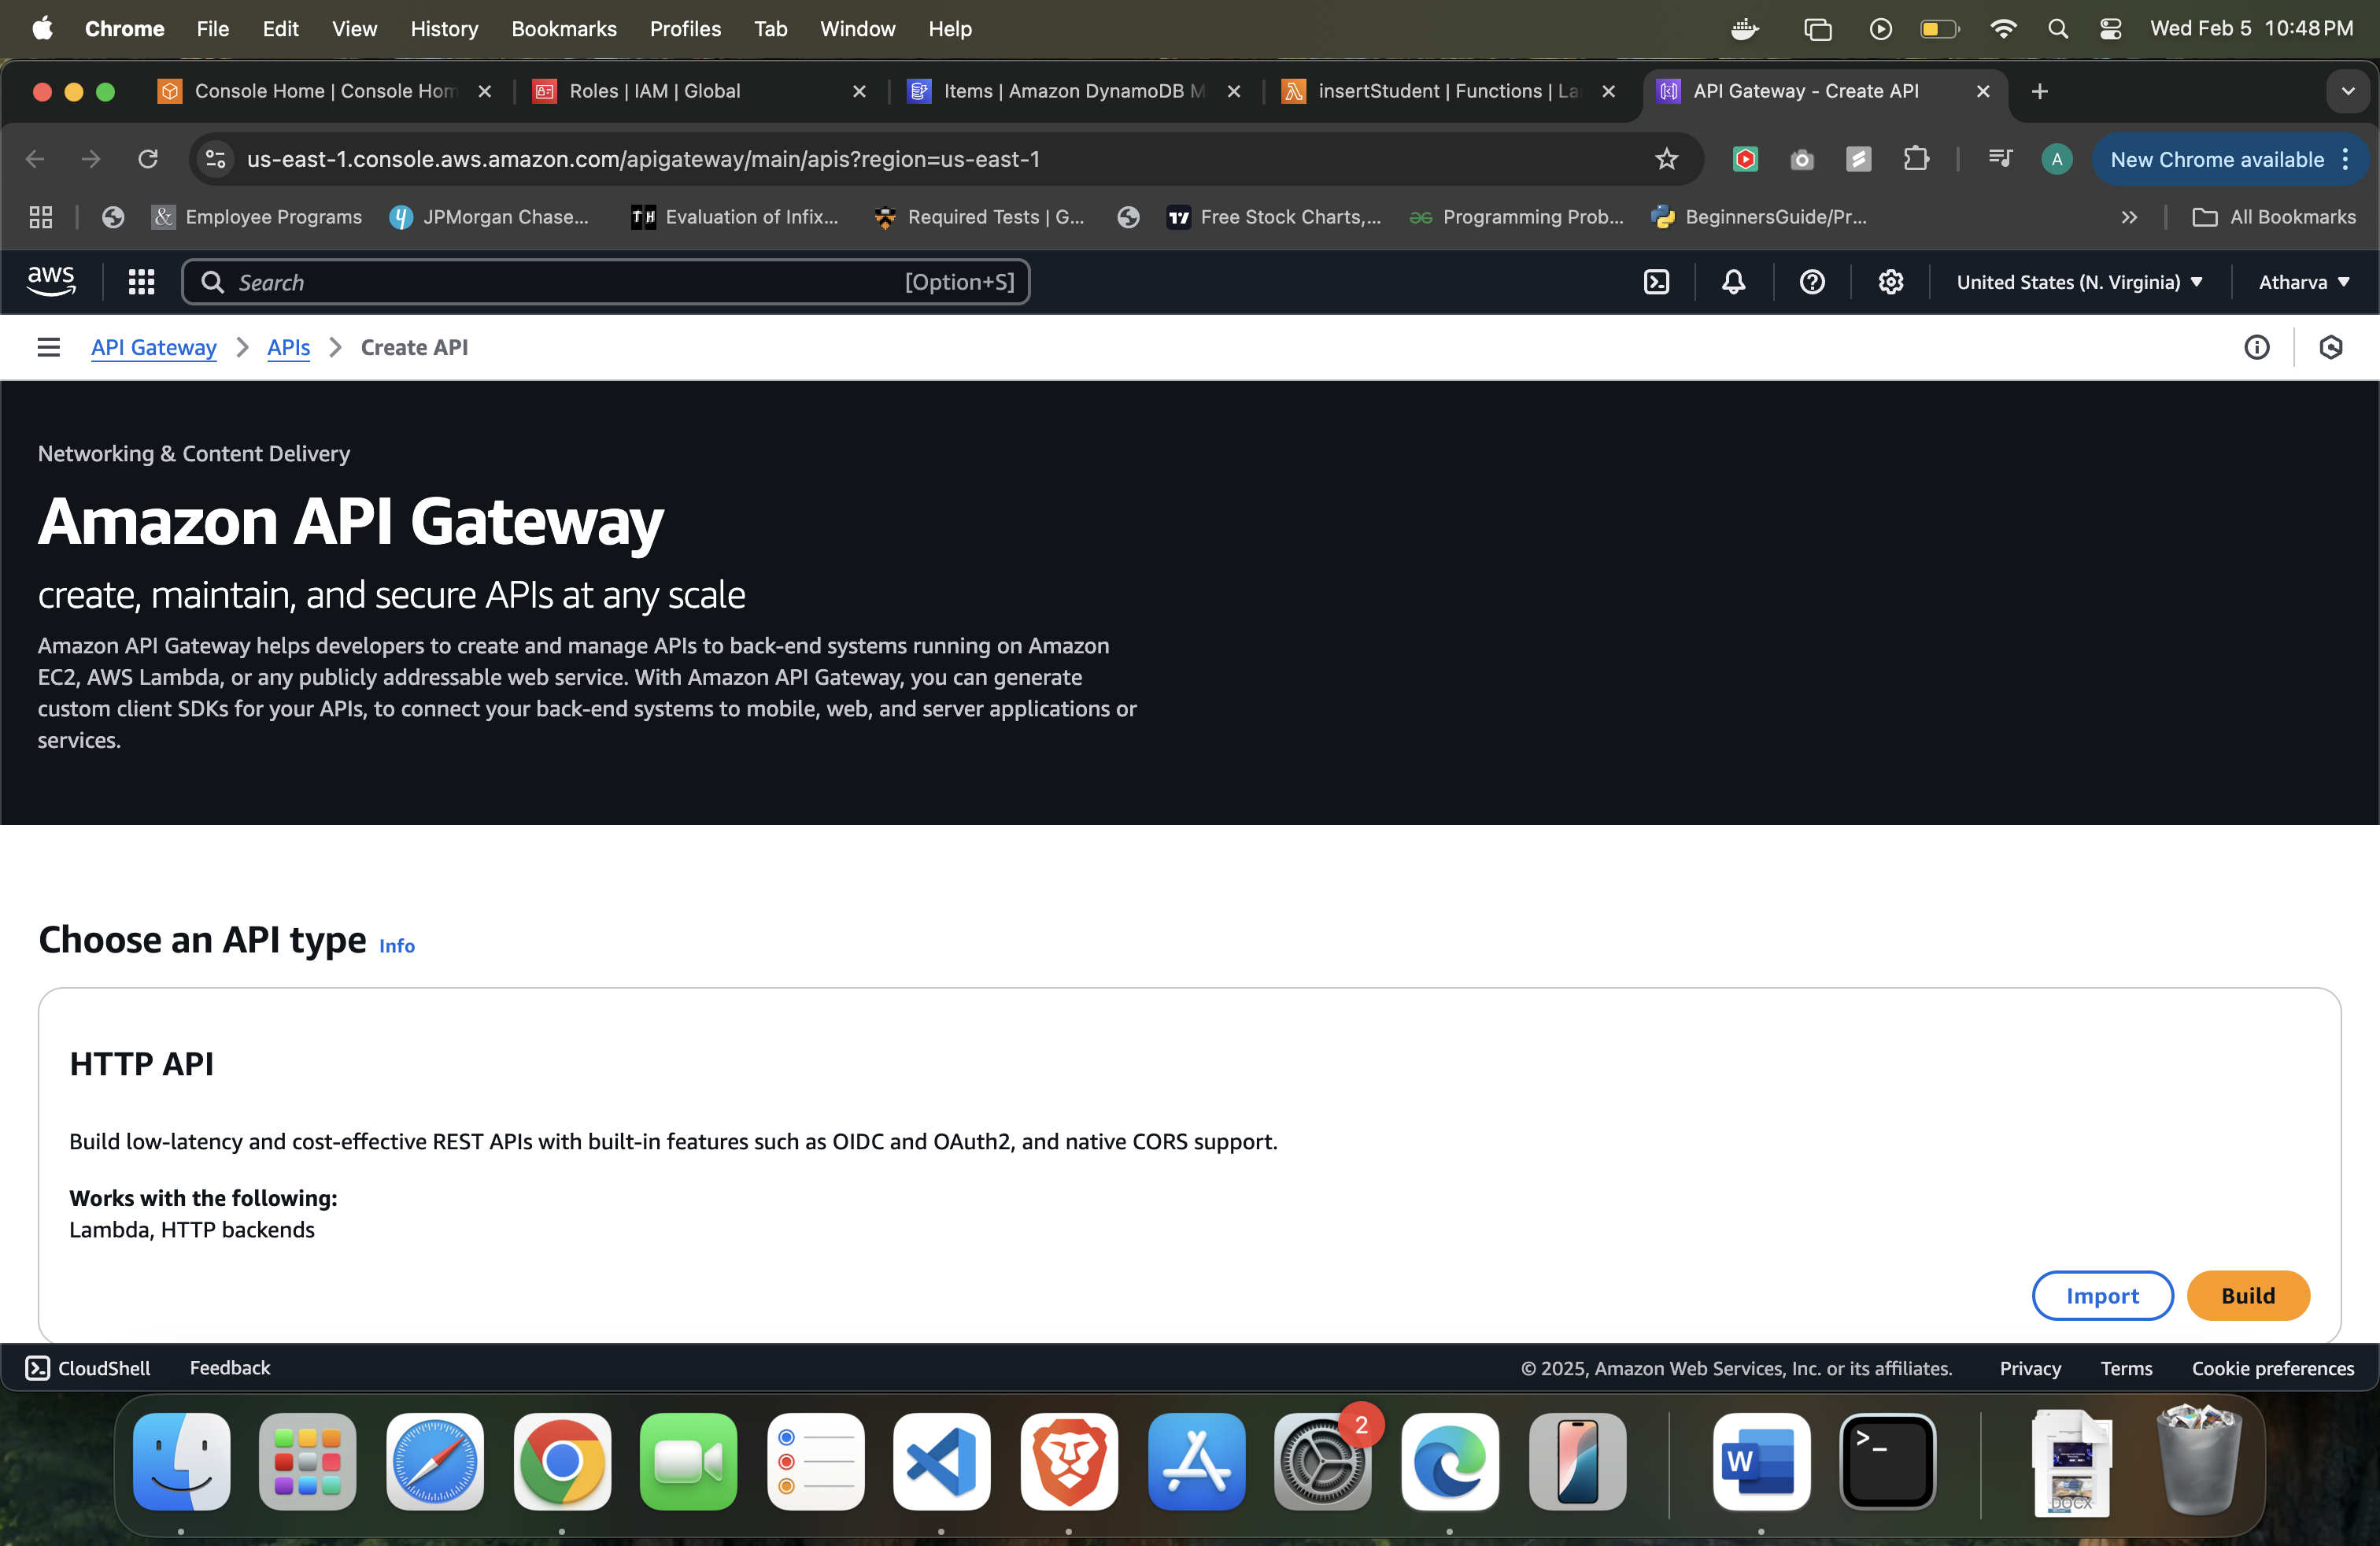 Chrome File Edit View History Bookmarks Profiles Tab Window Help Wed Feb 5 10:48 PM
Console Home | Console Hom Roles | IAM | Global Items | Amazon DynamoDB M insertStudent | Functions | La API Gateway - Create API
us-east-1.console.aws.amazon.com/apigateway/main/apis?region=us-east-1 A New Chrome available
& Employee Programs JPMorgan Chase... TH Evaluation of Infix... Required Tests | G... Free Stock Charts,... Programming Prob... BeginnersGuide/Pr... All Bookmarks
aws Search [Option+S] United States (N. Virginia) Atharva
API Gateway APIs Create API
Networking & Content Delivery
Amazon API Gateway
create, maintain, and secure APIs at any scale
Amazon API Gateway helps developers to create and manage APIs to back-end systems running on Amazon
EC2, AWS Lambda, or any publicly addressable web service. With Amazon API Gateway, you can generate
custom client SDKs for your APIs, to connect your back-end systems to mobile, web, and server applications or
services.
Choose an API type Info
HTTP API
Build low-latency and cost-effective REST APIs with built-in features such as OIDC and OAuth2, and native CORS support.
Works with the following:
Lambda, HTTP backends
Import Build
CloudShell Feedback © 2025, Amazon Web Services, Inc. or its affiliates. Privacy Terms Cookie preferences
2
W
DOCX